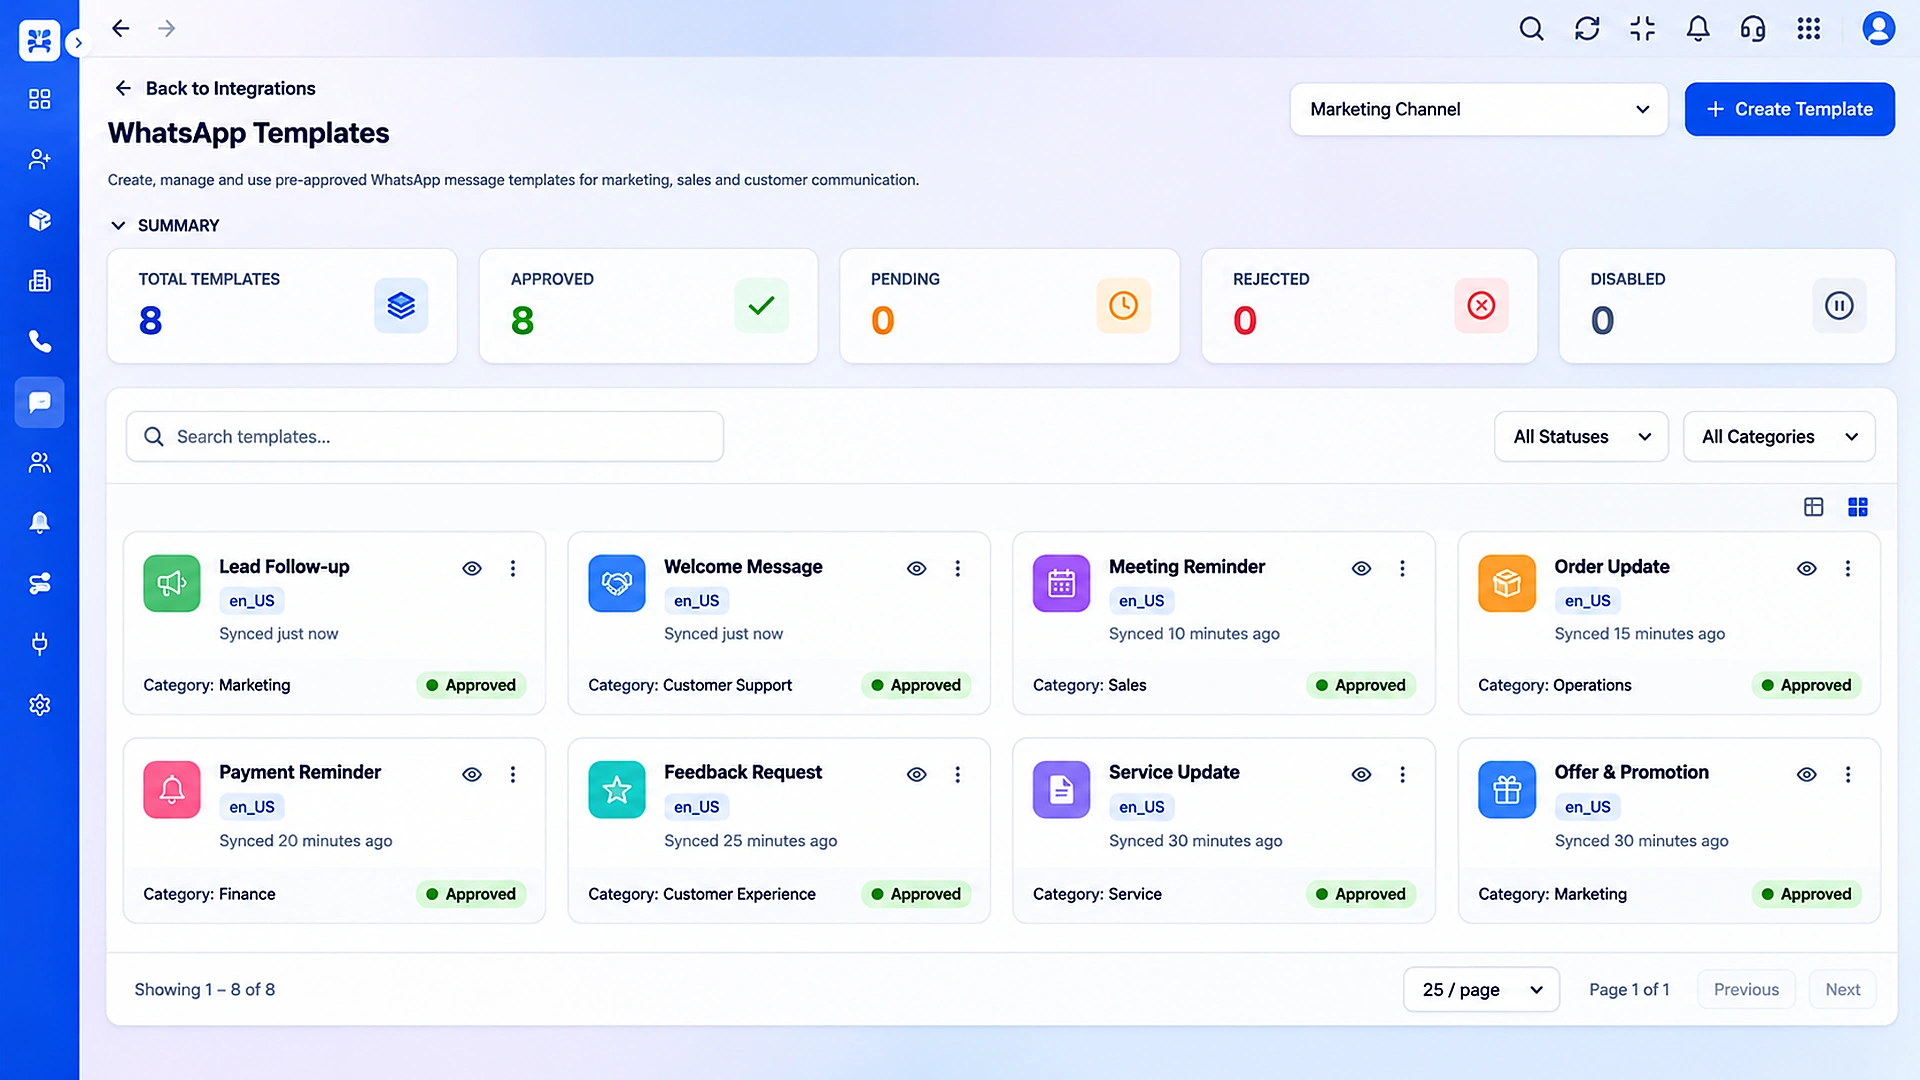 Back to Integrations
WhatsApp Templates
Create, manage and use pre-approved WhatsApp message templates for marketing, sales and customer communication.
Marketing Channel
+ Create Template
SUMMARY
TOTAL TEMPLATES
8
APPROVED
8
PENDING
0
REJECTED
0
DISABLED
0
Search templates...
All Statuses
All Categories
Lead Follow-up
en_US
Synced just now
Category: Marketing
Approved
Welcome Message
en_US
Synced just now
Category: Customer Support
Approved
Meeting Reminder
en_US
Synced 10 minutes ago
Category: Sales
Approved
Order Update
en_US
Synced 15 minutes ago
Category: Operations
Approved
Payment Reminder
en_US
Synced 20 minutes ago
Category: Finance
Approved
Feedback Request
en_US
Synced 25 minutes ago
Category: Customer Experience
Approved
Service Update
en_US
Synced 30 minutes ago
Category: Service
Approved
Offer & Promotion
en_US
Synced 30 minutes ago
Category: Marketing
Approved
Showing 1 – 8 of 8
25 / page
Page 1 of 1
Previous
Next